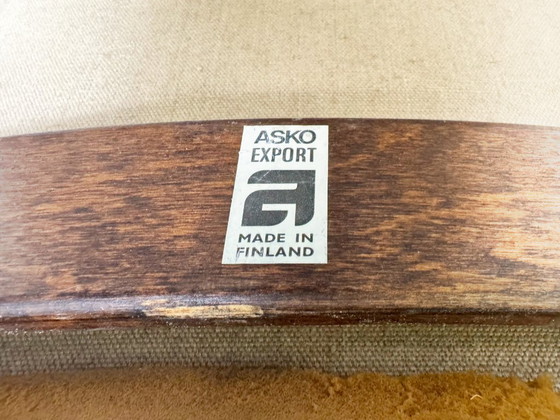 ASKO
EXPORT
a
MADE IN
FINLAND